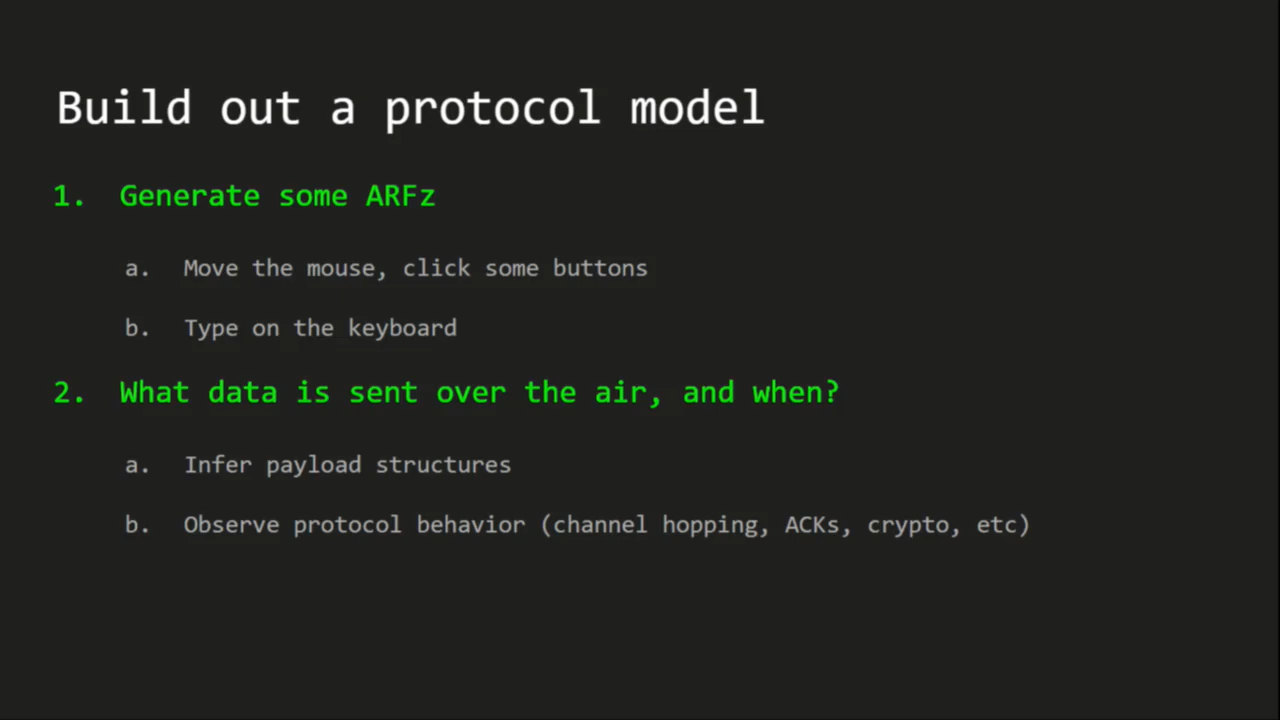 Build out a protocol model
1. Generate some ARFz
a. Move the mouse, click some buttons
b. Type on the keyboard
2. What data is sent over the air, and when?
a. Infer payload structures
b. Observe protocol behavior (channel hopping, ACKs, crypto, etc)